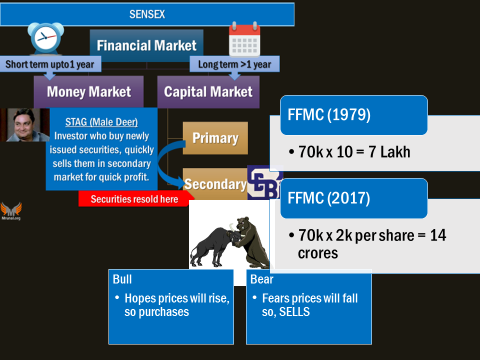 SENSEX
Financial Market
Short term upto1 year
Long term >1 year
Money Market
Capital Market
STAG (Male Deer)
Investor who buy newly
issued securities, quickly
sells them in secondary
market for quick profit.
Primary
Secondary
Securities resold here
FFMC (1979)
• 70k x 10 = 7 Lakh
FFMC (2017)
• 70k x 2k per share = 14
crores
Mrunal.org
Bull
• Hopes prices will rise,
so purchases
Bear
• Fears prices will fall
so, SELLS